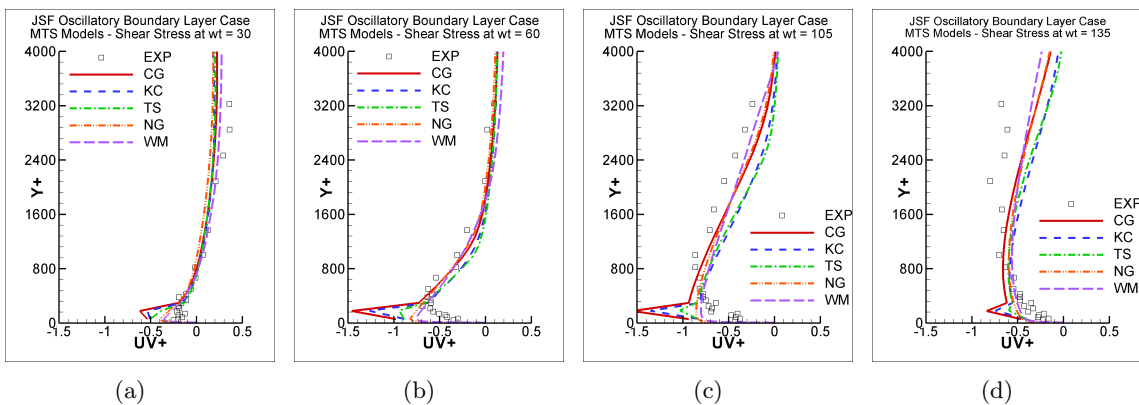 JSF Oscillatory Boundary Layer Case
MTS Models - Shear Stress at wt = 30
4000
3200
2400
1600
800
0
Y+
EXP
CG
KC
TS
NG
WM
-1.5 -1 -0.5 0 0.5
UV+
(a)
JSF Oscillatory Boundary Layer Case
MTS Models - Shear Stress at wt = 60
4000
3200
2400
1600
800
0
Y+
EXP
CG
KC
TS
NG
WM
-1.5 -1 -0.5 0 0.5
UV+
(b)
JSF Oscillatory Boundary Layer Case
MTS Models - Shear Stress at wt = 105
4000
3200
2400
1600
800
0
Y+
EXP
CG
KC
TS
NG
WM
-1.5 -1 -0.5 0 0.5
UV+
(c)
JSF Oscillatory Boundary Layer Case
MTS Models - Shear Stress at wt = 135
4000
3200
2400
1600
800
0
Y+
EXP
CG
KC
TS
NG
WM
-1.5 -1 -0.5 0 0.5
UV+
(d)